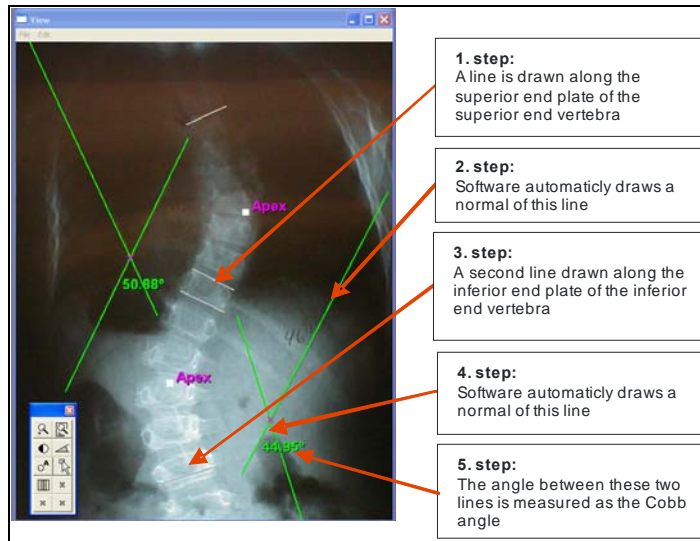 View
File Edit
Apex
50.88°
46°
Apex
44.95°
1. step:
A line is drawn along the
superior end plate of the
superior end vertebra
2. step:
Software automaticly draws a
normal of this line
3. step:
A second line drawn along the
inferior end plate of the inferior
end vertebra
4. step:
Software automaticly draws a
normal of this line
5. step:
The angle between these two
lines is measured as the Cobb
angle